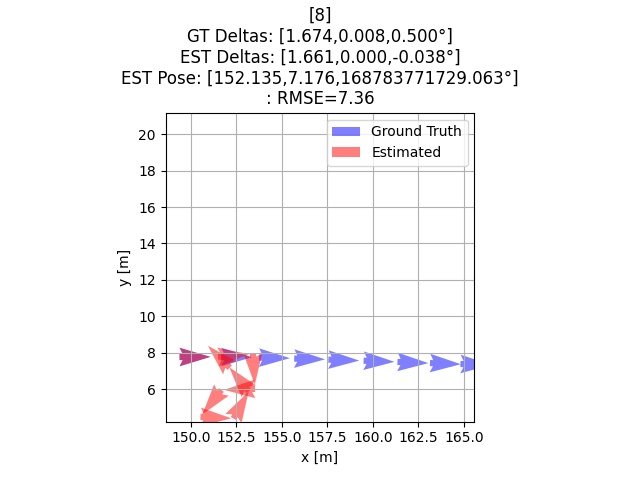 [8]
GT Deltas: [1.674,0.008,0.500°]
EST Deltas: [1.661,0.000,-0.038°]
EST Pose: [152.135,7.176,168783771729.063°]
: RMSE=7.36
Ground Truth
Estimated
y [m]
20
18
16
14
12
10
8
6
150.0 152.5 155.0 157.5 160.0 162.5 165.0
x [m]